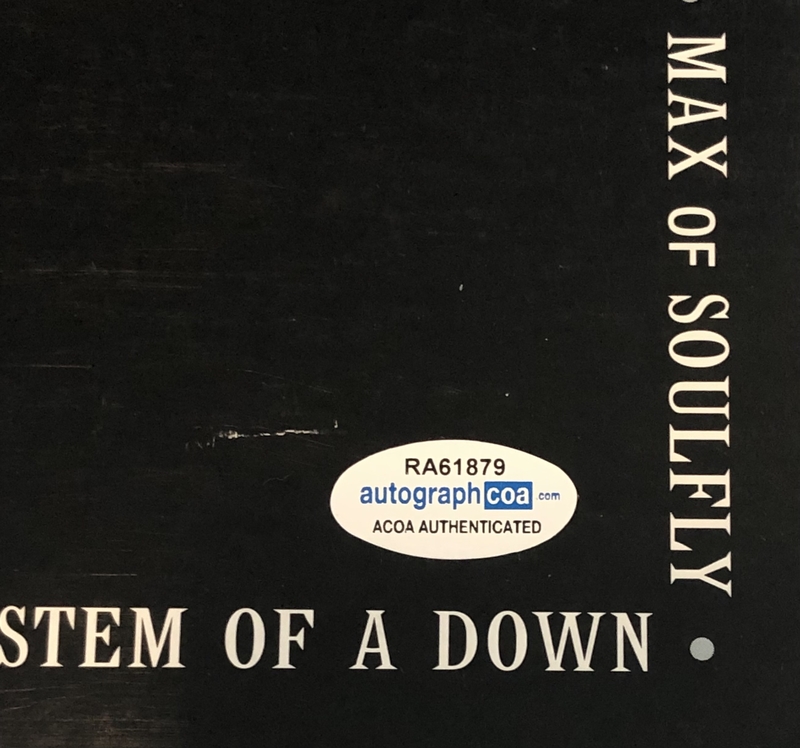 MAX OF SOULFLY
RA61879
autographcoa.com
ACOA AUTHENTICATED
STEM OF A DOWN